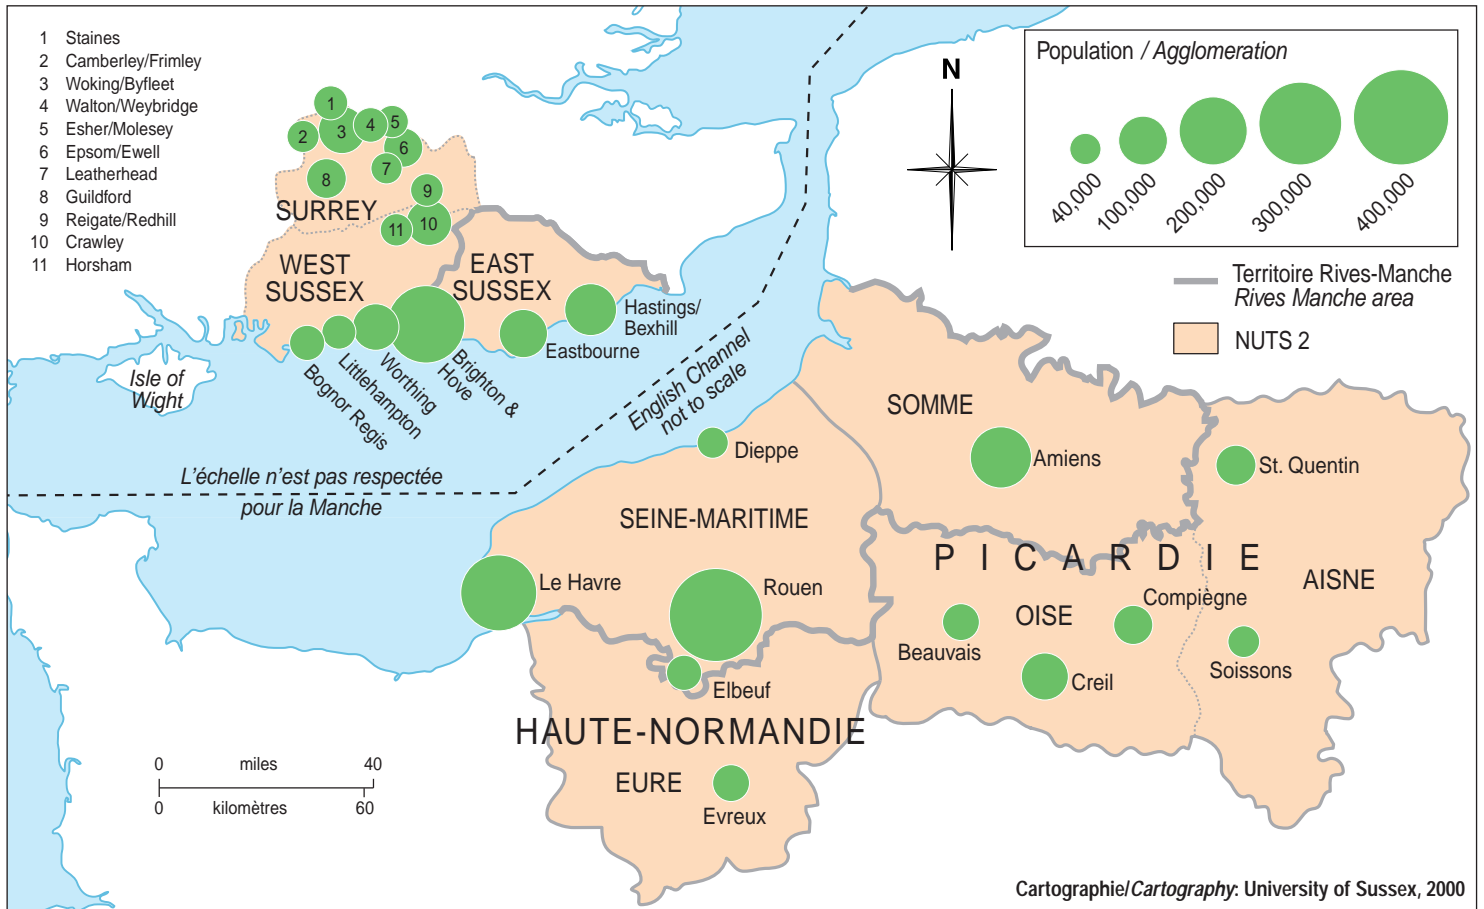 1 Staines
2 Camberley/Frimley
3 Woking/Byfleet
4 Walton/Weybridge
5 Esher/Molesey
6 Epsom/Ewell
7 Leatherhead
8 Guildford
9 Reigate/Redhill
10 Crawley
11 Horsham
Population / Agglomeration
40,000
100,000
200,000
300,000
400,000
N
Territoire Rives-Manche
Rives Manche area
NUTS 2
1
2
3
4
5
6
7
8
9
10
11
SURREY
WEST
SUSSEX
EAST
SUSSEX
Hastings/
Bexhill
Eastbourne
Brighton &
Hove
Worthing
Littlehampton
Bognor Regis
Isle of
Wight
English Channel
not to scale
L'échelle n'est pas respectée
pour la Manche
Dieppe
SEINE-MARITIME
Le Havre
Rouen
Elbeuf
HAUTE-NORMANDIE
EURE
Evreux
SOMME
Amiens
St. Quentin
PICARDIE
AISNE
OISE
Compiègne
Beauvais
Creil
Soissons
0 miles 40
0 kilomètres 60
Cartographie/Cartography: University of Sussex, 2000